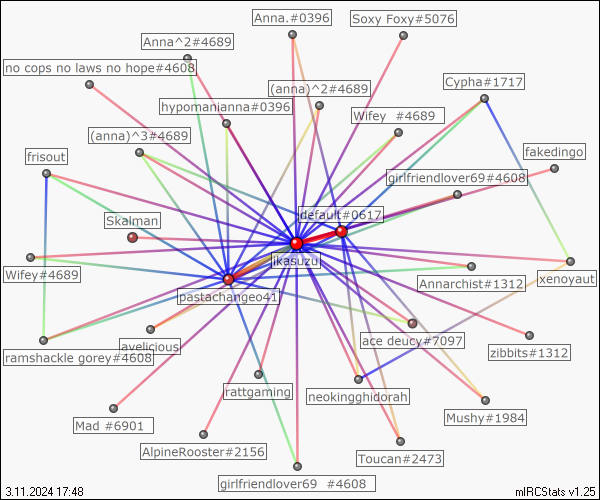 Anna.#0396
Soxy Foxy#5076
Anna^2#4689
no cops no laws no hope#4608
Cypha#1717
(anna)^2#4689
hypomanianna#0396
Wifey  #4689
(anna)^3#4689
fakedingo
frisout
girlfriendlover69#4608
default#0617
Skalman
ikasuzu
Wifey#4689
xenoyaut
Annarchist#1312
pastachangeo41
ace deucy#7097
avelicious
zibbits#1312
ramshackle gorey#4608
rattgaming
neokingghidorah
Mushy#1984
Mad #6901
AlpineRooster#2156
Toucan#2473
girlfriendlover69  #4608
3.11.2024 17:48
mIRCStats v1.25